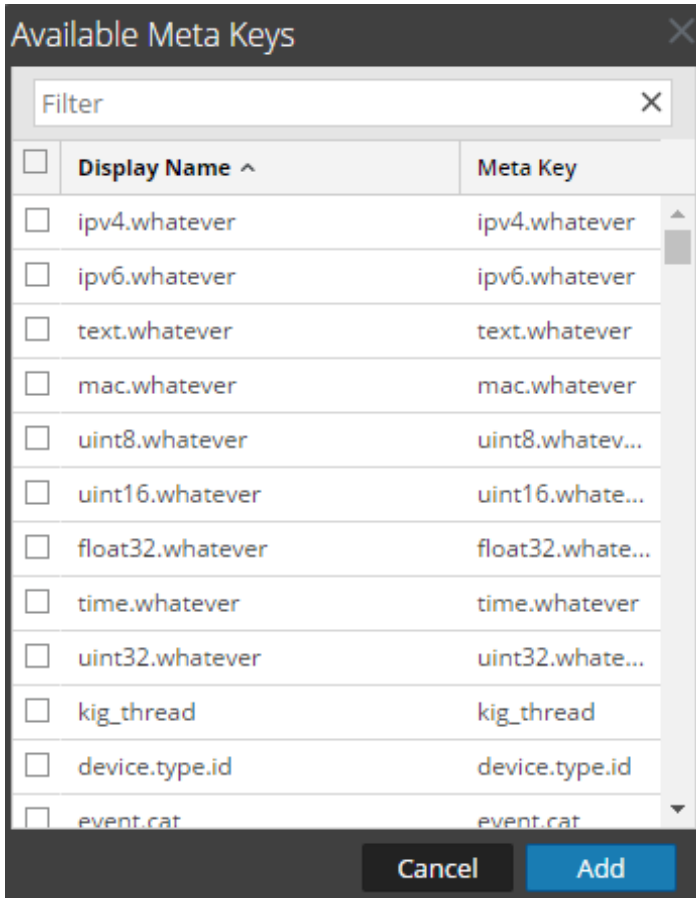 Available Meta Keys
Filter
Display Name Meta Key
ipv4.whatever ipv4.whatever
ipv6.whatever ipv6.whatever
text.whatever text.whatever
mac.whatever mac.whatever
uint8.whatever uint8.whatev...
uint16.whatever uint16.whate...
float32.whatever float32.whate...
time.whatever time.whatever
uint32.whatever uint32.whate...
kig_thread kig_thread
device.type.id device.type.id
event.cat event.cat
Cancel Add